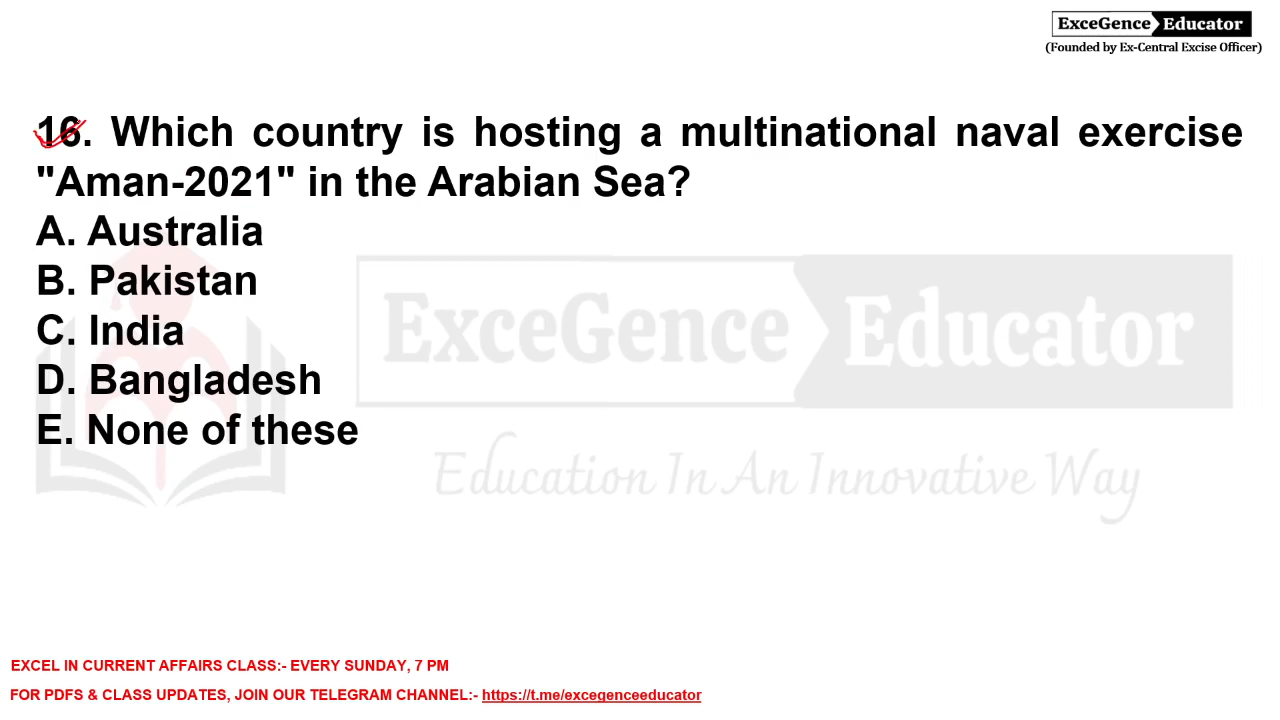 ExceGence Educator
(Founded by Ex-Central Excise Officer)
16. Which country is hosting a multinational naval exercise
"Aman-2021" in the Arabian Sea?
A. Australia
B. Pakistan
C. India
D. Bangladesh
E. None of these
ExceGence Educator
Education In An Innovative Way
EXCEL IN CURRENT AFFAIRS CLASS:- EVERY SUNDAY, 7 PM
FOR PDFS & CLASS UPDATES, JOIN OUR TELEGRAM CHANNEL:- https://t.me/excegenceeducator